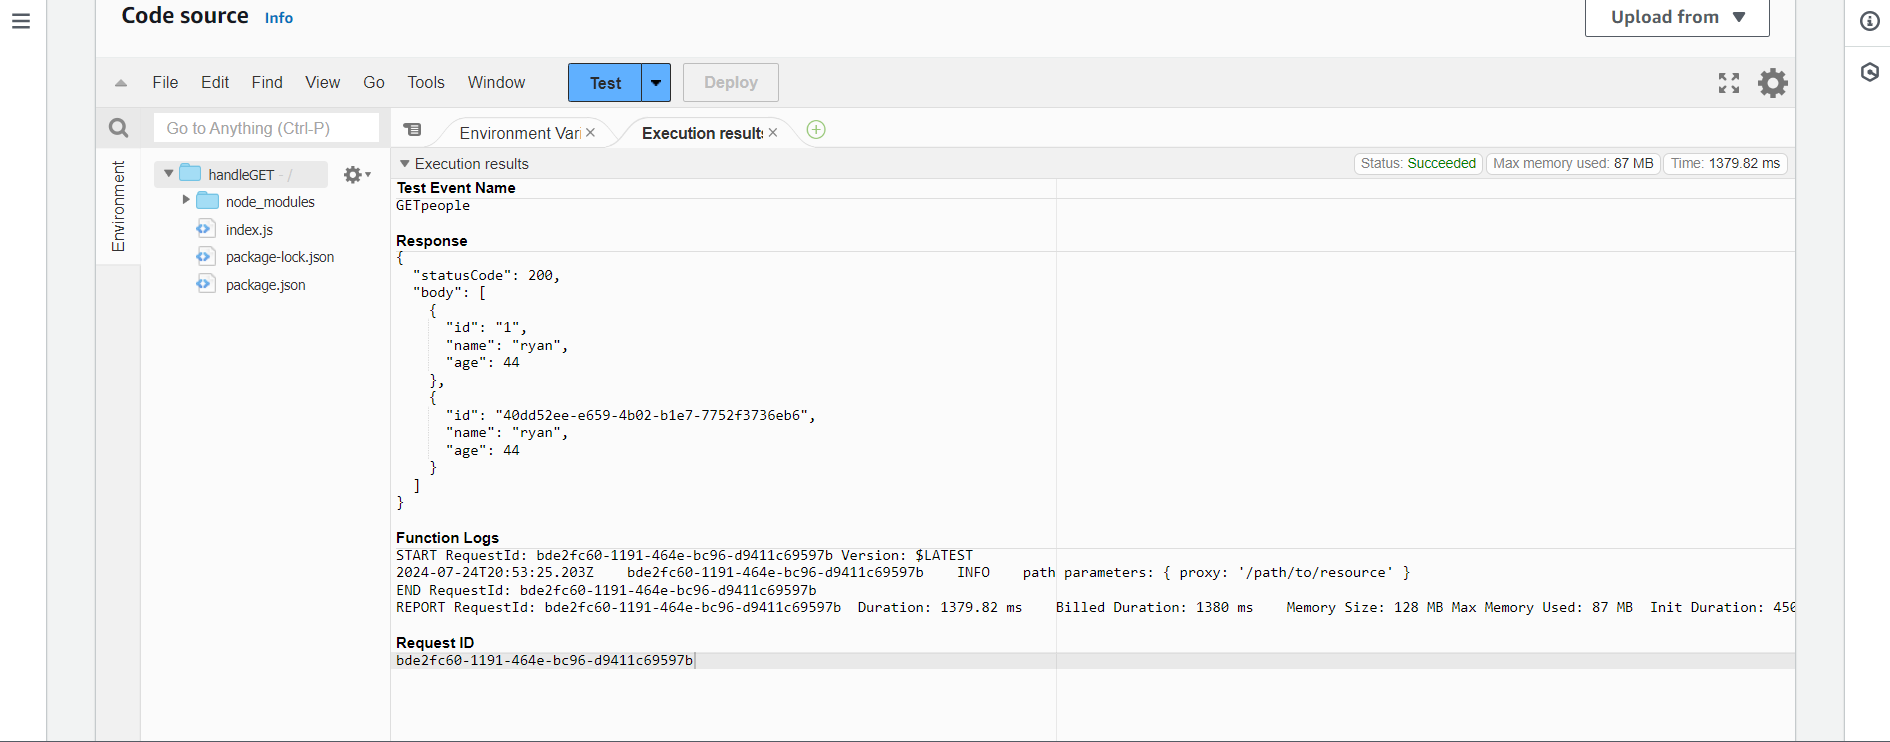 Code source Info
Upload from
File Edit Find View Go Tools Window Test Deploy
Go to Anything (Ctrl-P)
Environment Vari
Execution results
Environment
handleGET - /
node_modules
index.js
package-lock.json
package.json
Execution results
Status: Succeeded Max memory used: 87 MB Time: 1379.82 ms
Test Event Name
GETpeople
Response
{
"statusCode": 200,
"body": [
{
"id": "1",
"name": "ryan",
"age": 44
},
{
"id": "40dd52ee-e659-4b02-b1e7-7752f3736eb6",
"name": "ryan",
"age": 44
}
]
}
Function Logs
START RequestId: bde2fc60-1191-464e-bc96-d9411c69597b Version: $LATEST
2024-07-24T20:53:25.203Z bde2fc60-1191-464e-bc96-d9411c69597b INFO path parameters: { proxy: '/path/to/resource' }
END RequestId: bde2fc60-1191-464e-bc96-d9411c69597b
REPORT RequestId: bde2fc60-1191-464e-bc96-d9411c69597b Duration: 1379.82 ms Billed Duration: 1380 ms Memory Size: 128 MB Max Memory Used: 87 MB Init Duration: 450
Request ID
bde2fc60-1191-464e-bc96-d9411c69597b